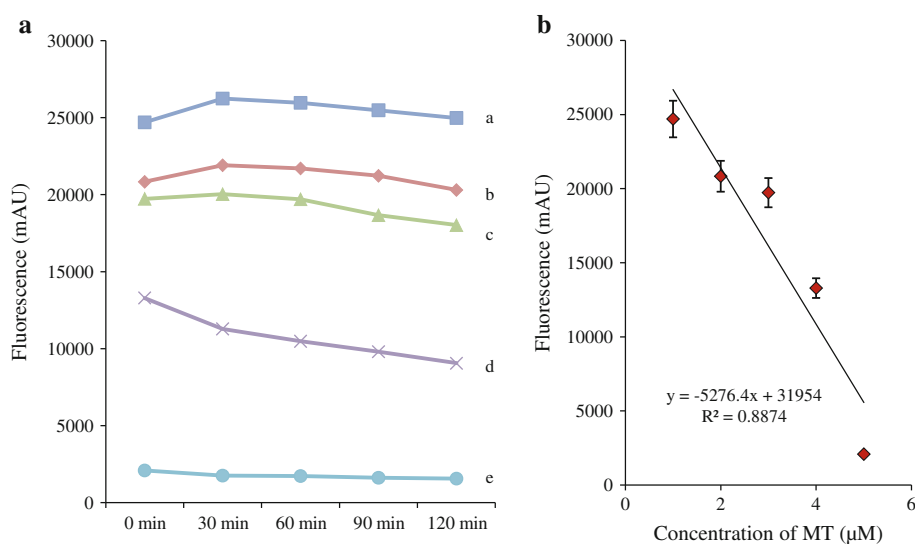 a
Fluorescence (mAU)
30000
25000
20000
15000
10000
5000
0
0 min 30 min 60 min 90 min 120 min
a
b
c
d
e
b
Fluorescence (mAU)
30000
25000
20000
15000
10000
5000
0
y = -5276.4x + 31954
R² = 0.8874
0 2 4 6
Concentration of MT (µM)